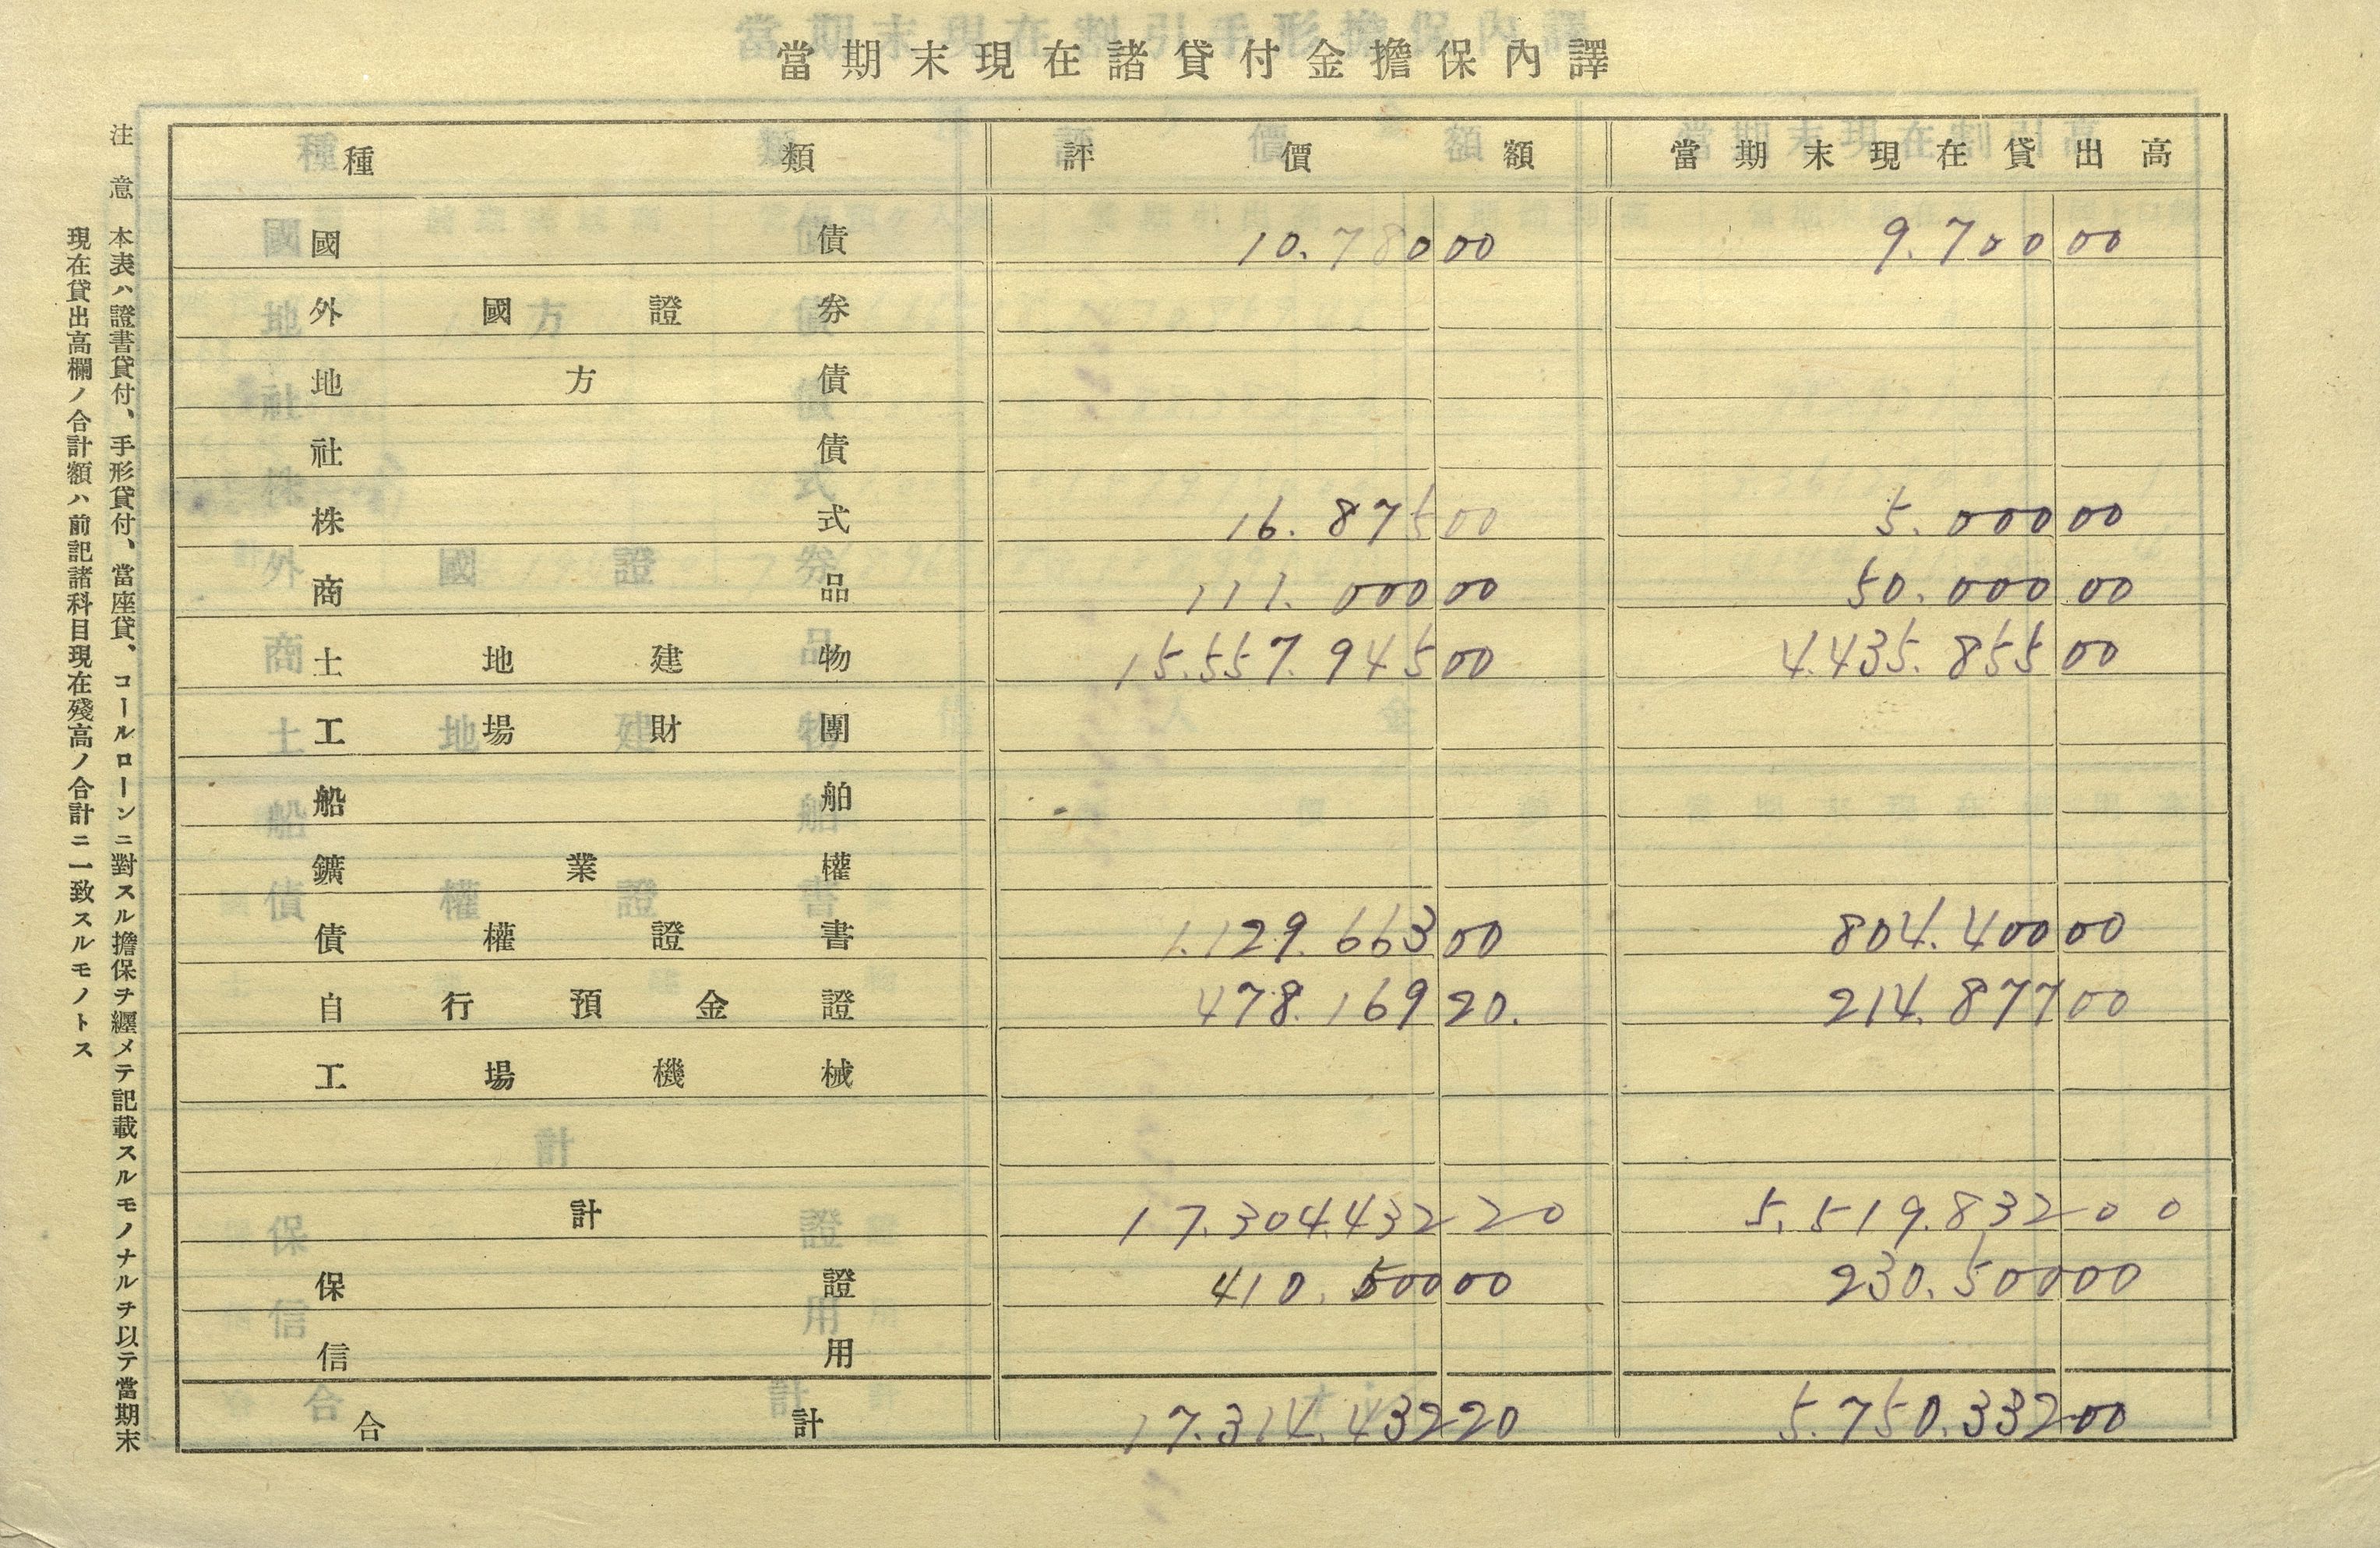 當期末現在諸貸付金擔保內譯
種類 評價額 當期末現在貸出高
國債 10.780 00 9.700 00
外國證券
地方債
社債
株式 16.875 00 5.000 00
商品 111.000 00 50.000 00
土地建物 15.557.945 00 4.435.855 00
工場財團
船舶
鑛業權
債權證書 1.129.663 00 804.400 00
自行預金證 478.169 20. 214.877 00
工場機械
計 17.304.432 20 5.519.832 00
保證 410.500 00 230.500 00
信用
合計 17.314.432 20 5.750.332 00
注意 本表ハ證書貸付、手形貸付、當座貸、コールローンニ對スル擔保ヲ纒メテ記載スルモノナルヲ以テ當期末
現在貸出高欄ノ合計額ハ前記諸科目現在殘高ノ合計ニ一致スルモノトス